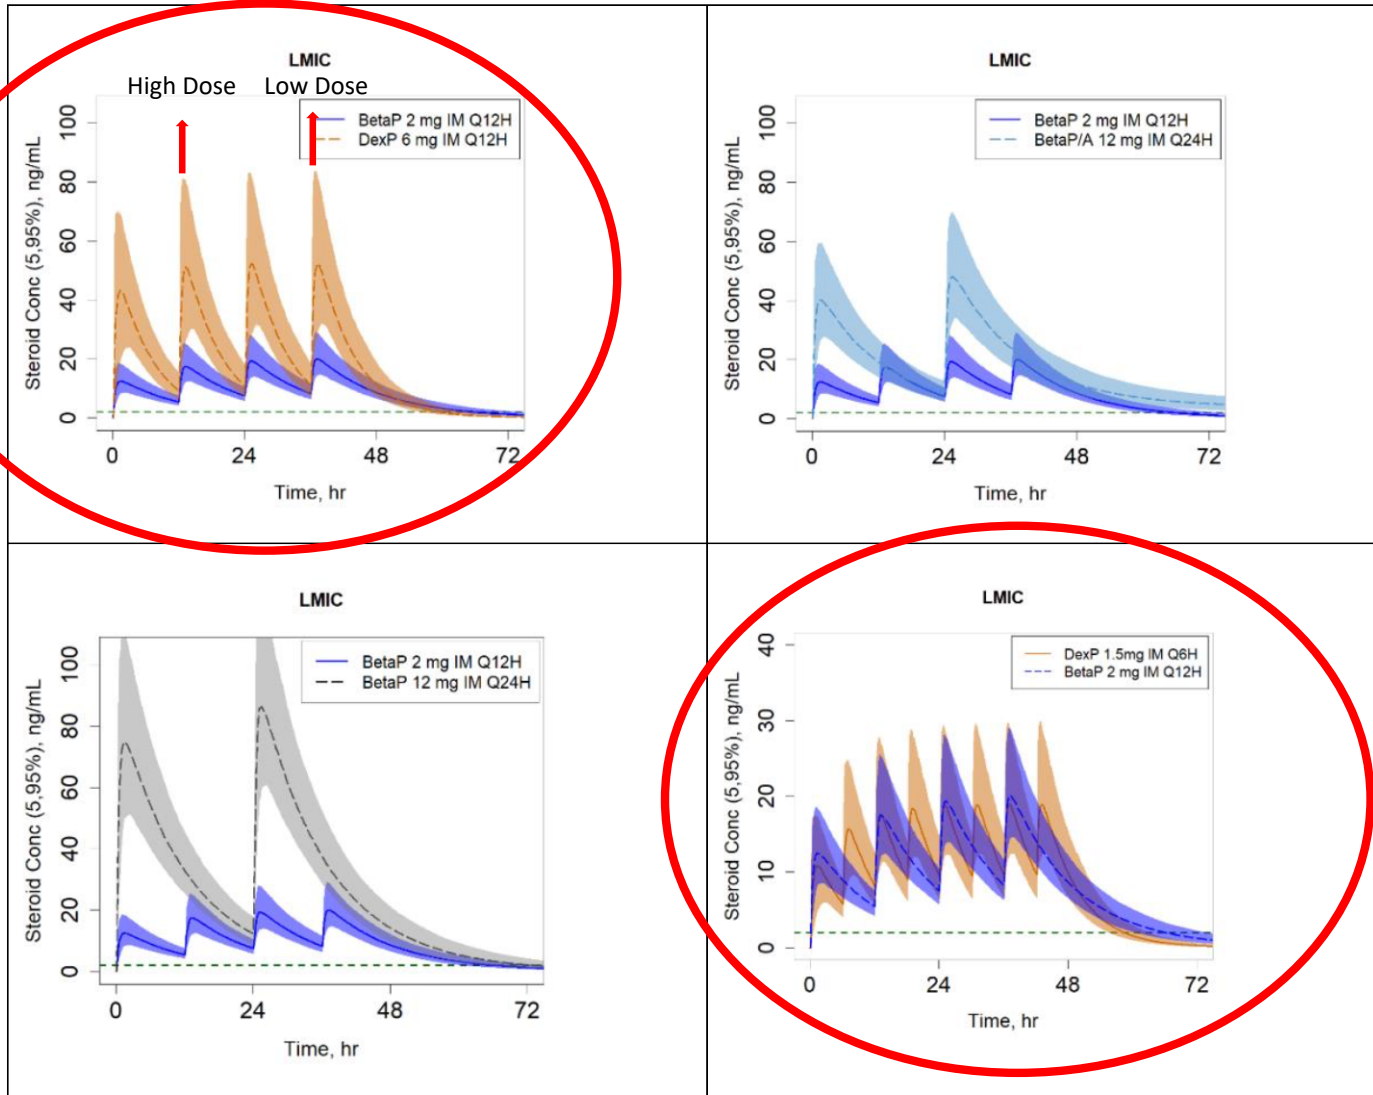 LMIC
High Dose Low Dose
BetaP 2 mg IM Q12H
DexP 6 mg IM Q12H
Steroid Conc (5,95%), ng/mL
100
80
60
40
20
0
0 24 48 72
Time, hr
LMIC
BetaP 2 mg IM Q12H
BetaP/A 12 mg IM Q24H
Steroid Conc (5,95%), ng/mL
100
80
60
40
20
0
0 24 48 72
Time, hr
LMIC
BetaP 2 mg IM Q12H
BetaP 12 mg IM Q24H
Steroid Conc (5,95%), ng/mL
100
80
60
40
20
0
0 24 48 72
Time, hr
LMIC
DexP 1.5mg IM Q6H
BetaP 2 mg IM Q12H
Steroid Conc (5,95%), ng/mL
40
30
20
10
0
0 24 48 72
Time, hr